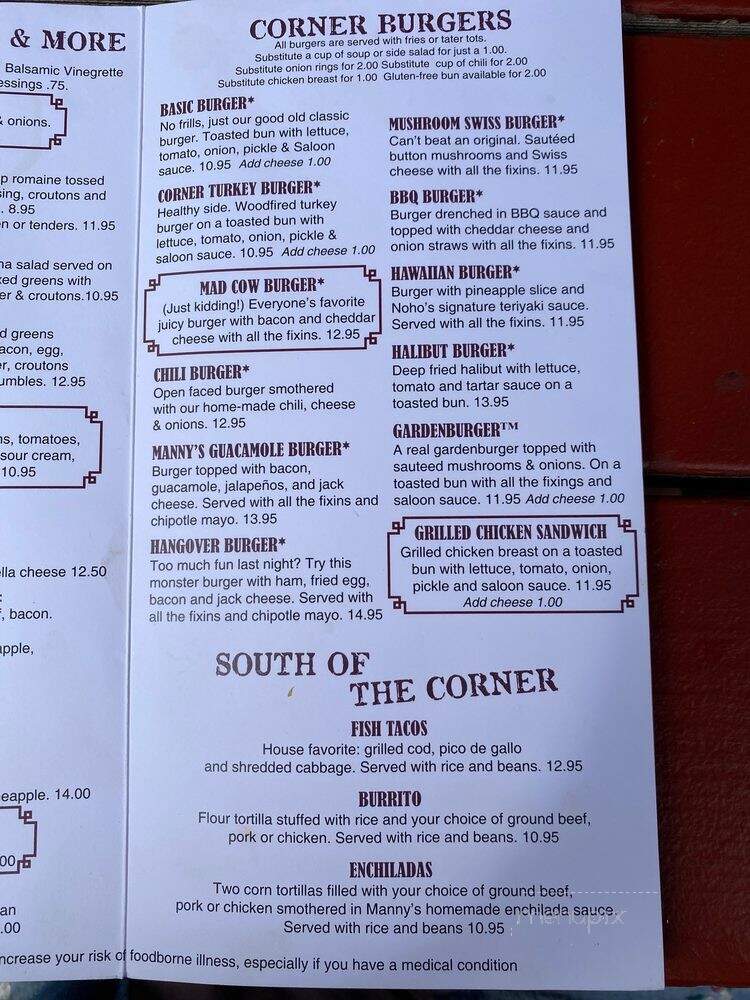 & MORE
Balsamic Vinegrette
essings .75.
& onions.
p romaine tossed
sing, croutons and
. 8.95
en or tenders. 11.95
na salad served on
xed greens with
er & croutons.10.95
d greens
acon, egg,
er, croutons
umbles. 12.95
ns, tomatoes,
sour cream,
10.95
ella cheese 12.50
:
f, bacon.
apple,
eapple. 14.00
00
an
.00
CORNER BURGERS
All burgers are served with fries or tater tots.
Substitute a cup of soup or side salad for just a 1.00.
Substitute onion rings for 2.00 Substitute cup of chili for 2.00
Substitute chicken breast for 1.00 Gluten-free bun available for 2.00
BASIC BURGER*
No frills, just our good old classic
burger. Toasted bun with lettuce,
tomato, onion, pickle & Saloon
sauce. 10.95 Add cheese 1.00
CORNER TURKEY BURGER*
Healthy side. Woodfired turkey
burger on a toasted bun with
lettuce, tomato, onion, pickle &
saloon sauce. 10.95 Add cheese 1.00
MAD COW BURGER*
(Just kidding!) Everyone's favorite
juicy burger with bacon and cheddar
cheese with all the fixins. 12.95
CHILI BURGER*
Open faced burger smothered
with our home-made chili, cheese
& onions. 12.95
MANNY'S GUACAMOLE BURGER*
Burger topped with bacon,
guacamole, jalapeños, and jack
cheese. Served with all the fixins and
chipotle mayo. 13.95
HANGOVER BURGER*
Too much fun last night? Try this
monster burger with ham, fried egg,
bacon and jack cheese. Served with
all the fixins and chipotle mayo. 14.95
MUSHROOM SWISS BURGER*
Can't beat an original. Sautéed
button mushrooms and Swiss
cheese with all the fixins. 11.95
BBQ BURGER*
Burger drenched in BBQ sauce and
topped with cheddar cheese and
onion straws with all the fixins. 11.95
HAWAIIAN BURGER*
Burger with pineapple slice and
Noho's signature teriyaki sauce.
Served with all the fixins. 11.95
HALIBUT BURGER*
Deep fried halibut with lettuce,
tomato and tartar sauce on a
toasted bun. 13.95
GARDENBURGER™
A real gardenburger topped with
sauteed mushrooms & onions. On a
toasted bun with all the fixings and
saloon sauce. 11.95 Add cheese 1.00
GRILLED CHICKEN SANDWICH
Grilled chicken breast on a toasted
bun with lettuce, tomato, onion,
pickle and saloon sauce. 11.95
Add cheese 1.00
SOUTH OF
THE CORNER
FISH TACOS
House favorite: grilled cod, pico de gallo
and shredded cabbage. Served with rice and beans. 12.95
BURRITO
Flour tortilla stuffed with rice and your choice of ground beef,
pork or chicken. Served with rice and beans. 10.95
ENCHILADAS
Two corn tortillas filled with your choice of ground beef,
pork or chicken smothered in Manny's homemade enchilada sauce.
Served with rice and beans 10.95
menupix
ncrease your risk of foodborne illness, especially if you have a medical condition